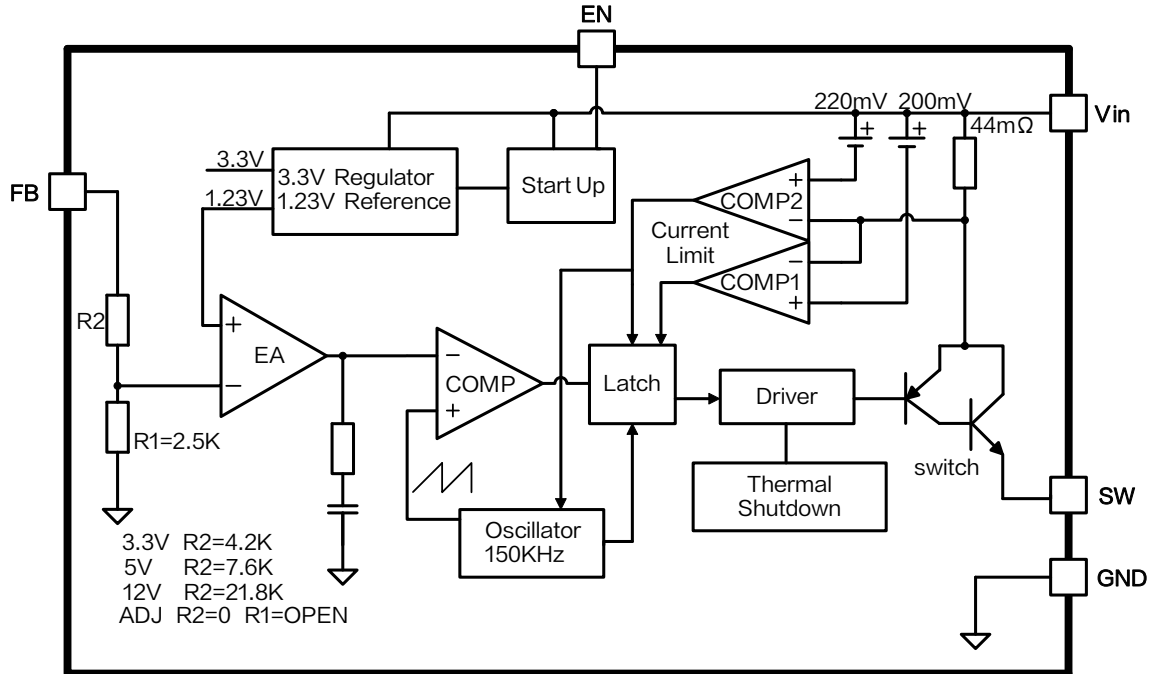 EN
220mV 200mV
Vin
44mΩ
3.3V
3.3V Regulator
1.23V Reference
Start Up
FB
1.23V
+
+
+
COMP2
−
Current
Limit
−
COMP1
+
R2
+
EA
−
−
COMP
+
Latch
Driver
R1=2.5K
switch
Thermal
Shutdown
SW
Oscillator
150KHz
3.3V R2=4.2K
5V R2=7.6K
12V R2=21.8K
ADJ R2=0 R1=OPEN
GND